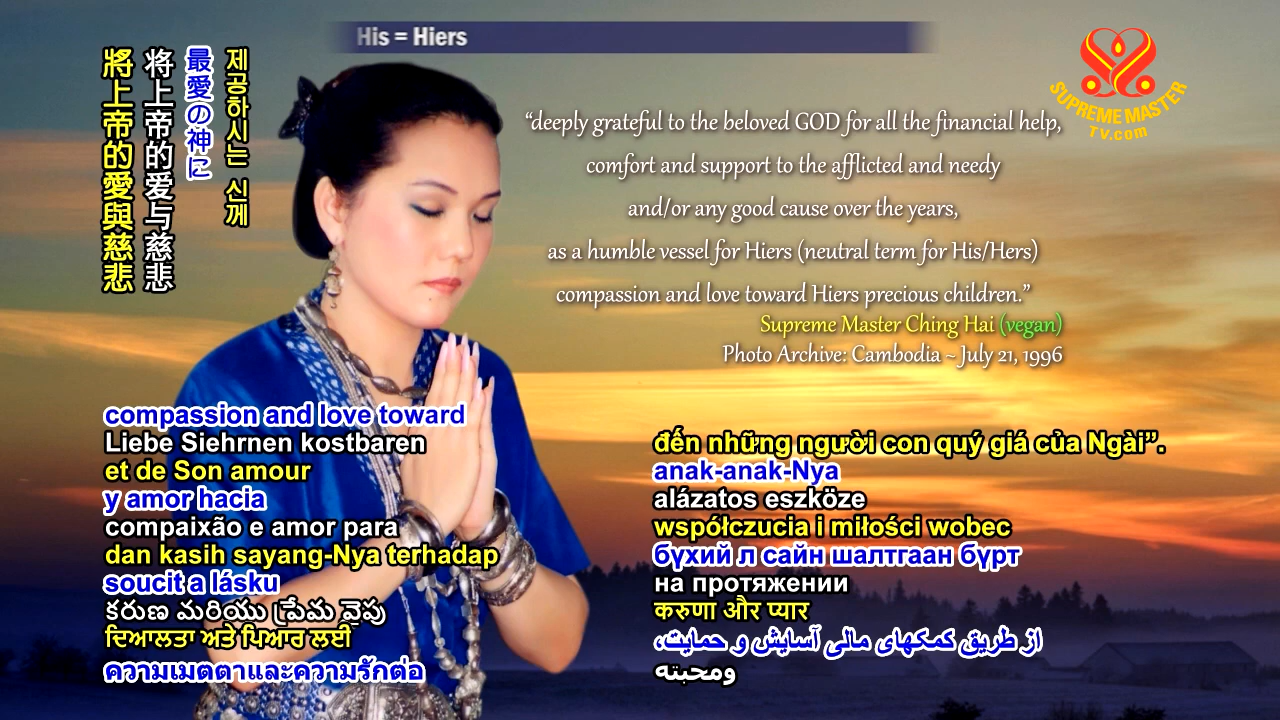 His = Hiers
SUPREME MASTER
TV.com
제공하시는 신께
最愛の神に
将上帝的爱与慈悲
將上帝的愛與慈悲
“deeply grateful to the beloved GOD for all the financial help,
comfort and support to the afflicted and needy
and/or any good cause over the years,
as a humble vessel for Hiers (neutral term for His/Hers)
compassion and love toward Hiers precious children.”
Supreme Master Ching Hai (vegan)
Photo Archive: Cambodia ~ July 21, 1996
compassion and love toward
Liebe Siehrnen kostbaren
et de Son amour
y amor hacia
compaixão e amor para
dan kasih sayang-Nya terhadap
soucit a lásku
కరుణ మరియు ప్రేమ వైపు
ਦਿਆਲਤਾ ਅਤੇ ਪਿਆਰ ਲਈ
ความเมตตาและความรักต่อ
đến những người con quý giá của Ngài”.
anak-anak-Nya
alázatos eszköze
współczucia i miłości wobec
бүхий л сайн шалтгаан бүрт
на протяжении
करुणा और प्यार
از طریق کمکهای مالی آسایش و حمایت،
ومحبته